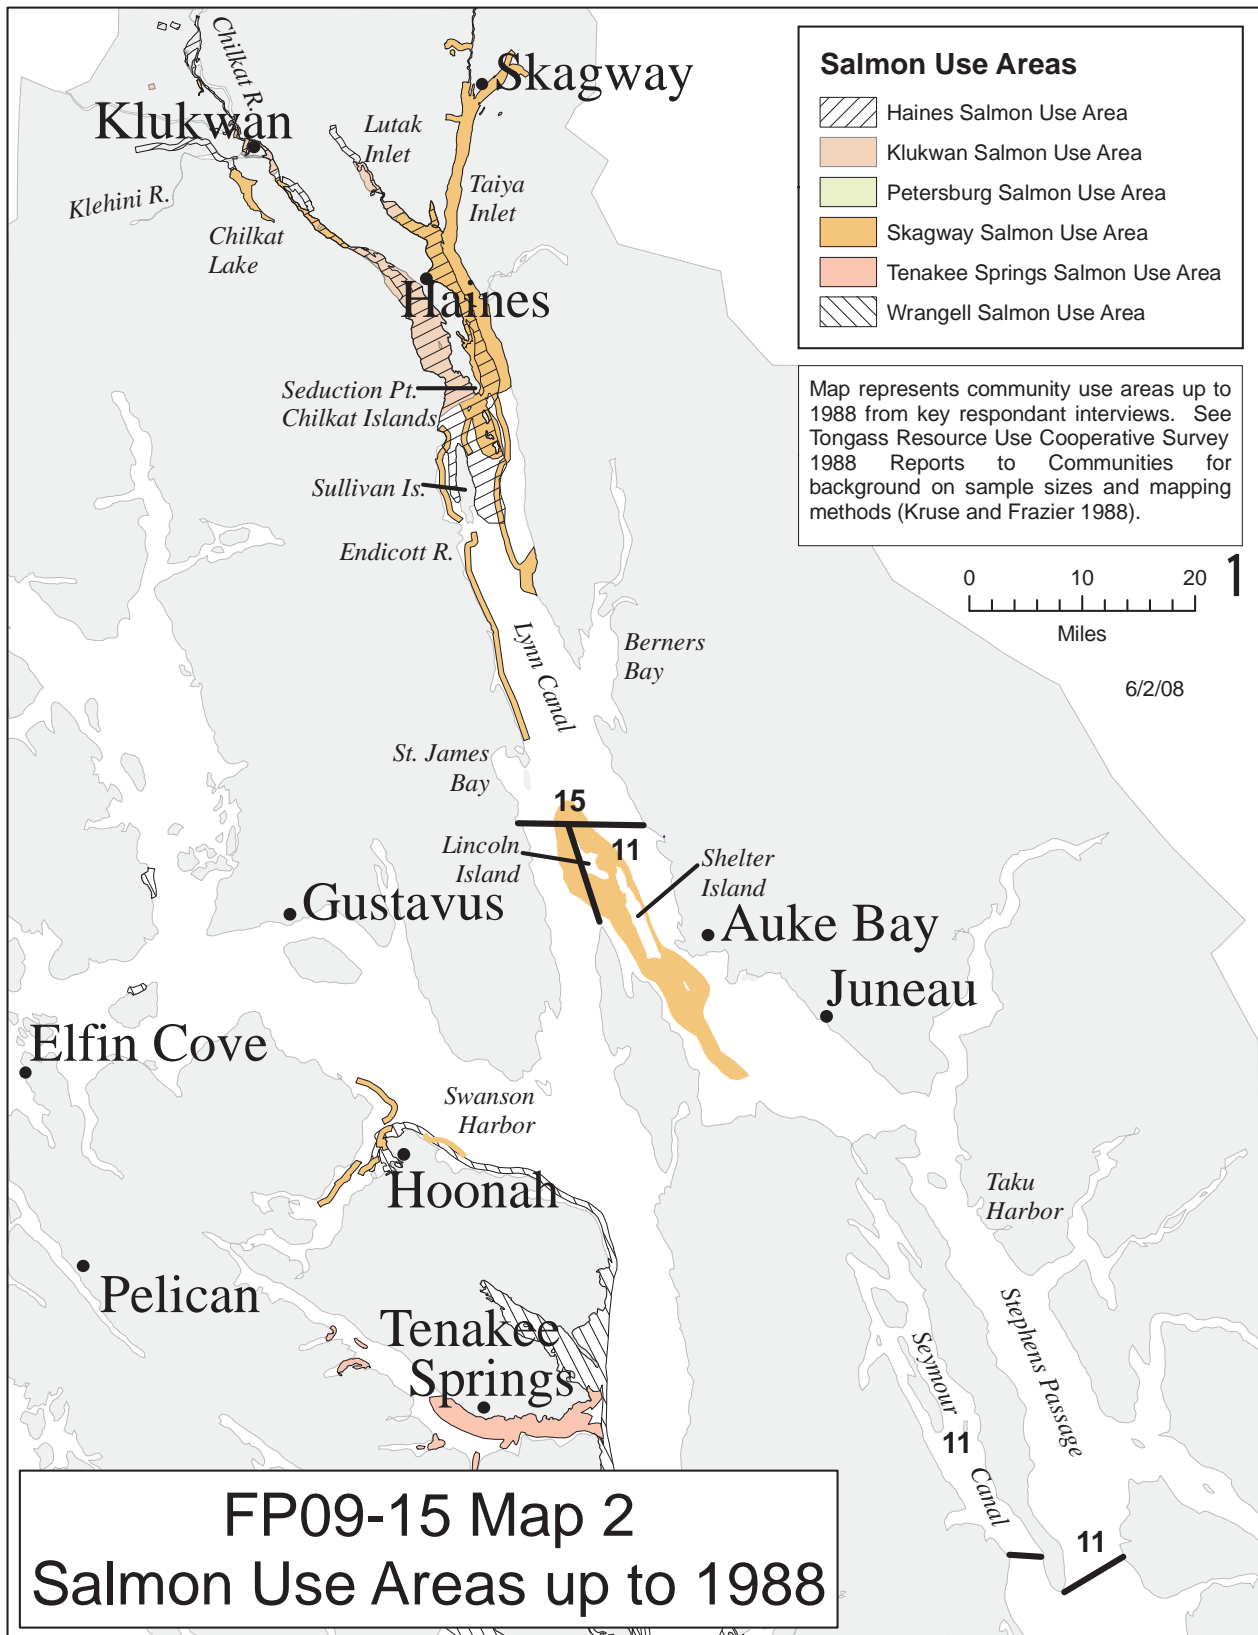 Salmon Use Areas
Haines Salmon Use Area
Klukwan Salmon Use Area
Petersburg Salmon Use Area
Skagway Salmon Use Area
Tenakee Springs Salmon Use Area
Wrangell Salmon Use Area
Map represents community use areas up to
1988 from key respondant interviews. See
Tongass Resource Use Cooperative Survey
1988 Reports to Communities for
background on sample sizes and mapping
methods (Kruse and Frazier 1988).
0 10 20
Miles
1
6/2/08
Chilkat R.
Skagway
Klukwan
Lutak
Inlet
Taiya
Inlet
Klehini R.
Chilkat
Lake
Haines
Seduction Pt.
Chilkat Islands
Sullivan Is.
Endicott R.
Lynn Canal
Berners
Bay
St. James
Bay
15
11
Lincoln
Island
Shelter
Island
Gustavus
Auke Bay
Juneau
Elfin Cove
Swanson
Harbor
Hoonah
Taku
Harbor
Pelican
Tenakee
Springs
Stephens Passage
Seymour
Canal
11
11
FP09-15 Map 2
Salmon Use Areas up to 1988